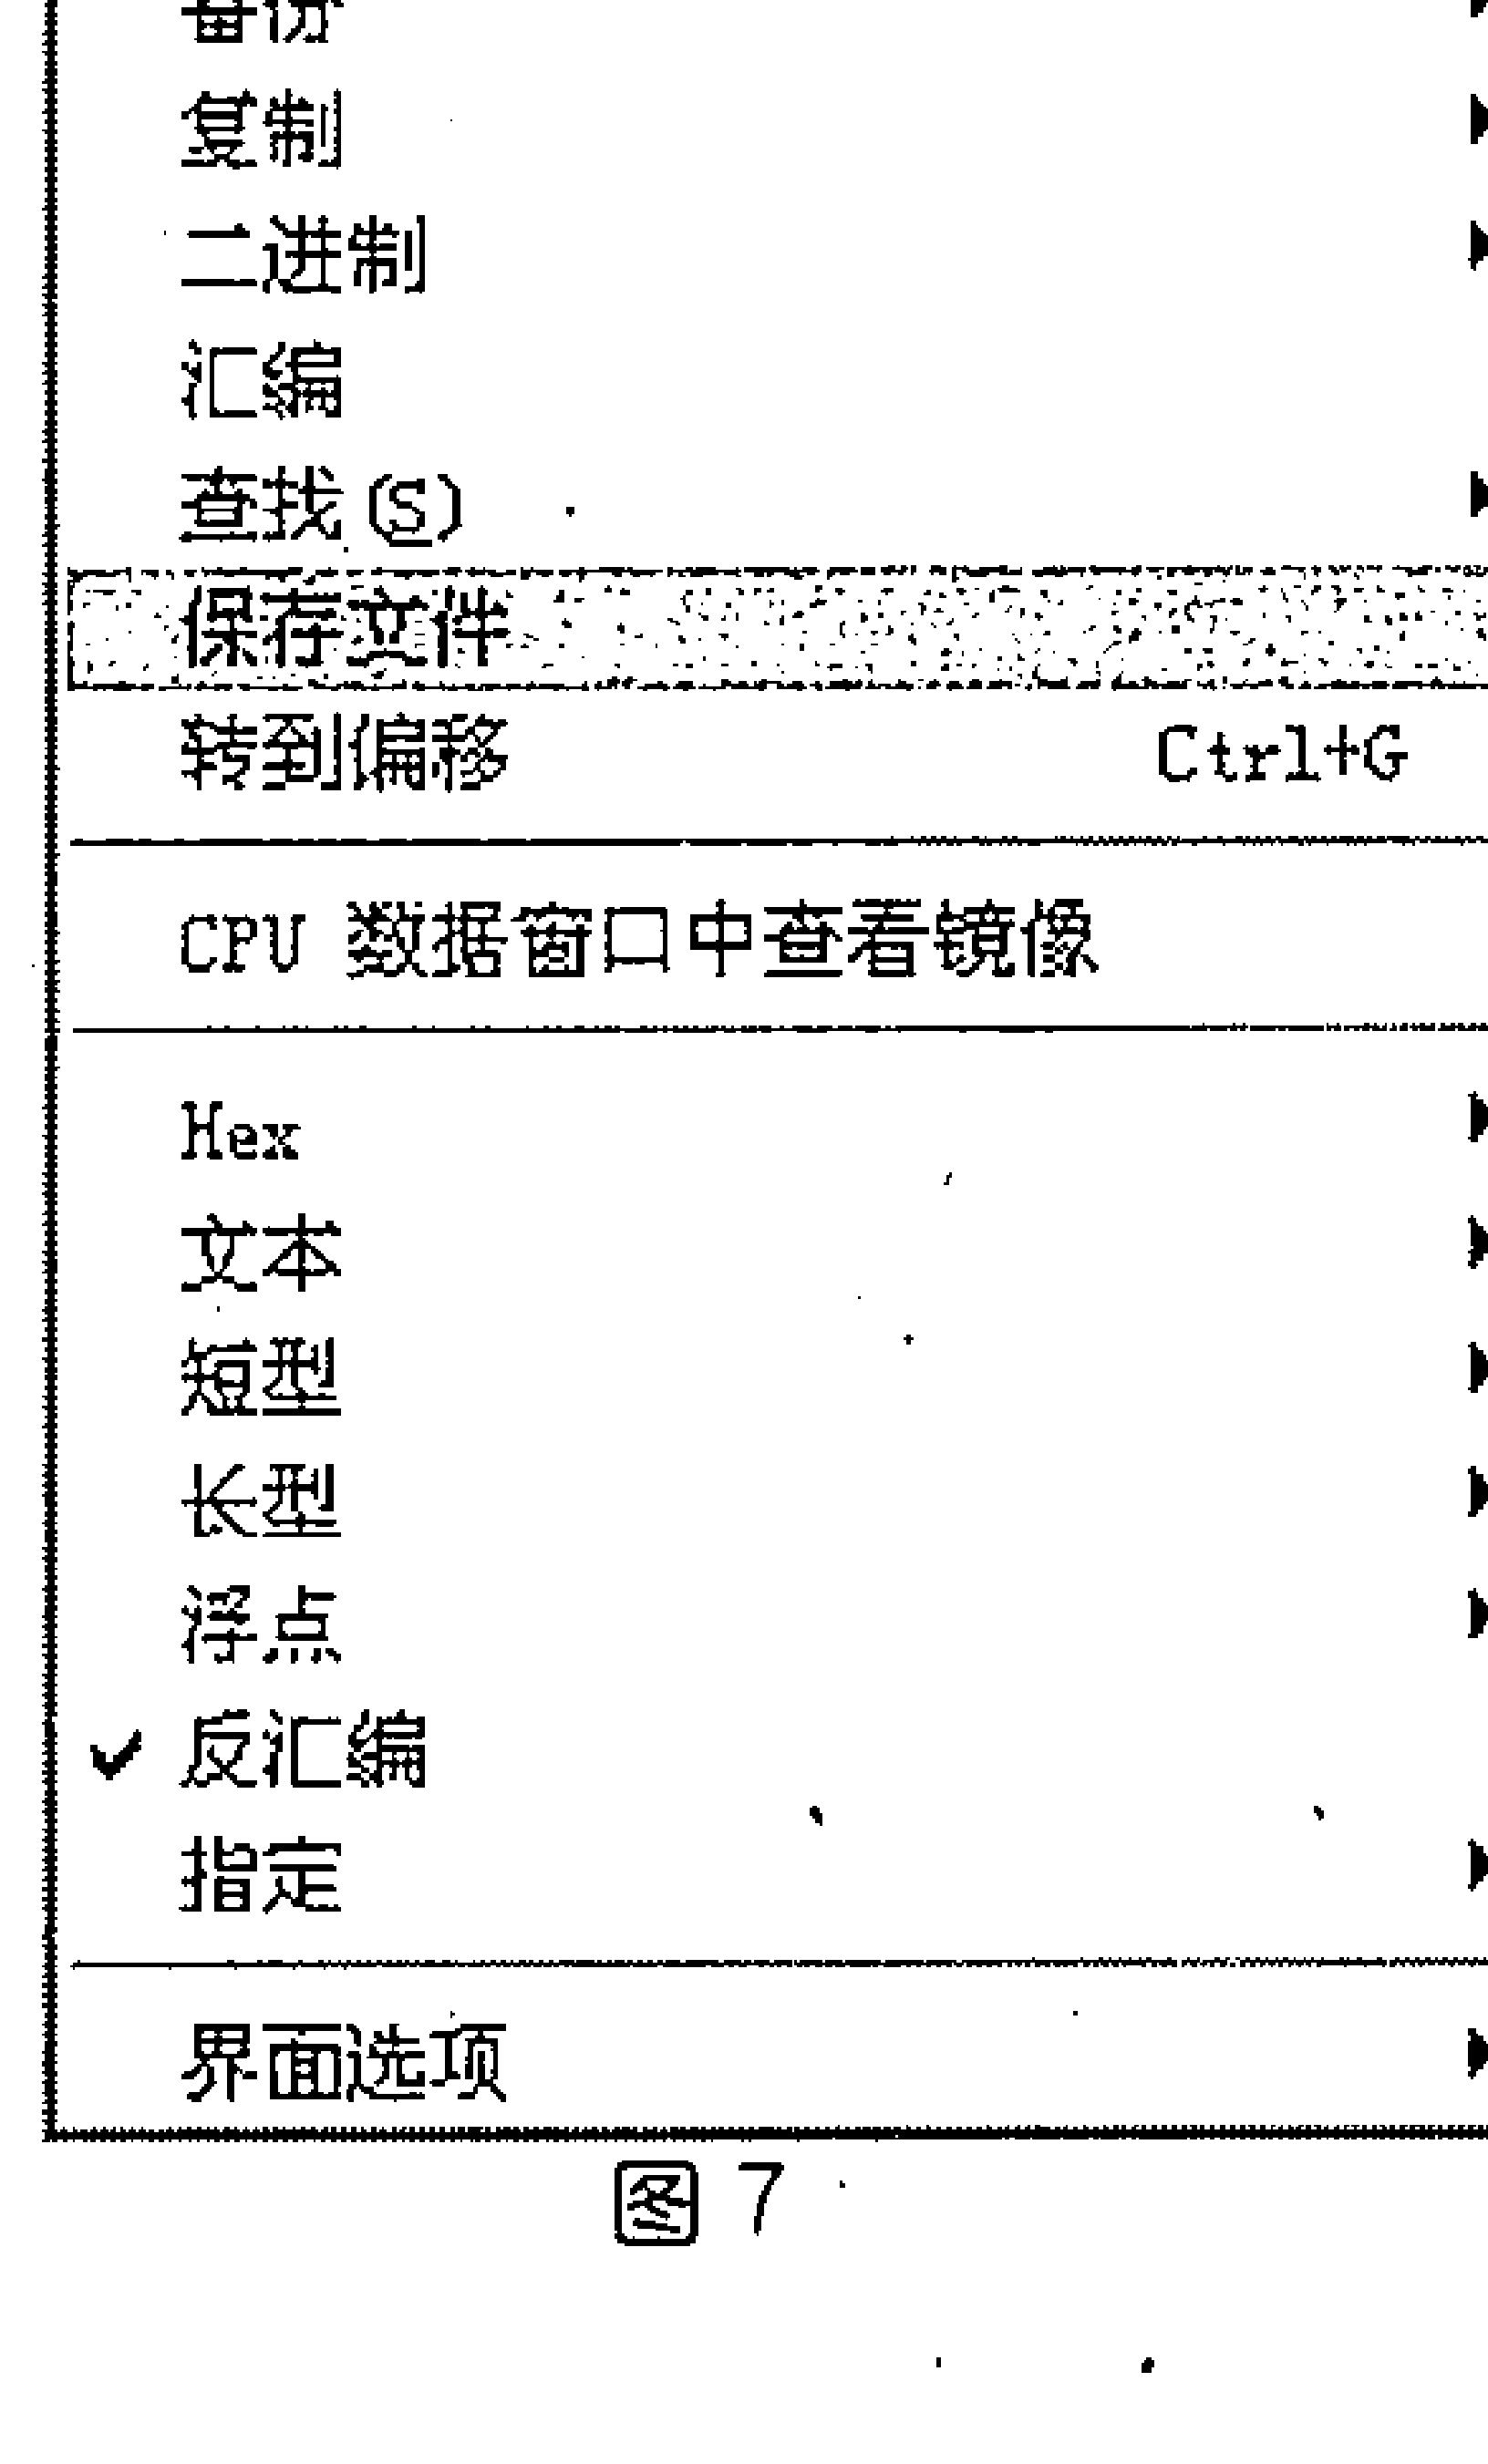 备份
复制
二进制
汇编
查找(S)
保存文件
转到偏移 Ctrl+G
CPU 数据窗口中查看镜像
Hex
文本
短型
长型
浮点
反汇编
指定
界面选项
图 7